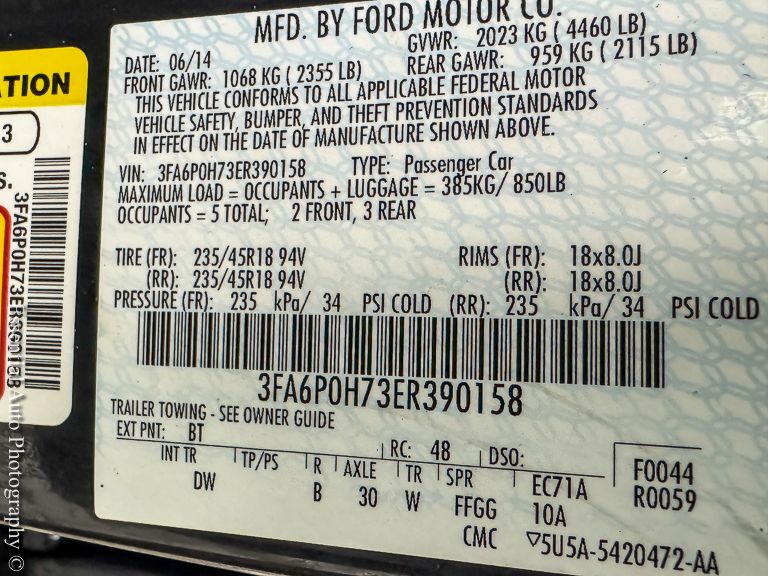 MFD. BY FORD MOTOR CO.
DATE: 06/14 GVWR: 2023 KG ( 4460 LB)
FRONT GAWR: 1068 KG ( 2355 LB) REAR GAWR: 959 KG ( 2115 LB)
THIS VEHICLE CONFORMS TO ALL APPLICABLE FEDERAL MOTOR
VEHICLE SAFETY, BUMPER, AND THEFT PREVENTION STANDARDS
IN EFFECT ON THE DATE OF MANUFACTURE SHOWN ABOVE.
VIN: 3FA6P0H73ER390158 TYPE: Passenger Car
MAXIMUM LOAD = OCCUPANTS + LUGGAGE = 385KG/ 850LB
OCCUPANTS = 5 TOTAL; 2 FRONT, 3 REAR
TIRE (FR): 235/45R18 94V RIMS (FR): 18x8.0J
(RR): 235/45R18 94V (RR): 18x8.0J
PRESSURE (FR): 235 kPa/ 34 PSI COLD (RR): 235 kPa/ 34 PSI COLD
3FA6P0H73ER390158
TRAILER TOWING - SEE OWNER GUIDE
EXT PNT: BT RC: 48 DSO:
INT TR TP/PS R AXLE TR SPR EC71A F0044
DW B 30 W FFGG 10A R0059
CMC ▽5U5A-5420472-AA
ATION
3
S.
Auto Photography ©